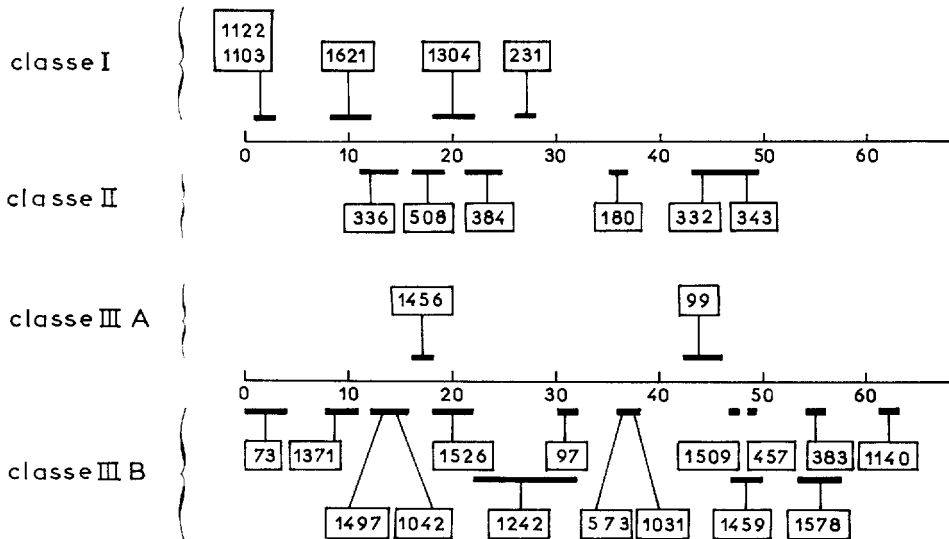 1122
1103
1621
1304
231
classe I
0 10 20 30 40 50 60
classe II
336 508 384 180 332 343
1456 99
classe III A
0 10 20 30 40 50 60
73 1371 1526 97 1509 457 383 1140
classe III B
1497 1042 1242 573 1031 1459 1578